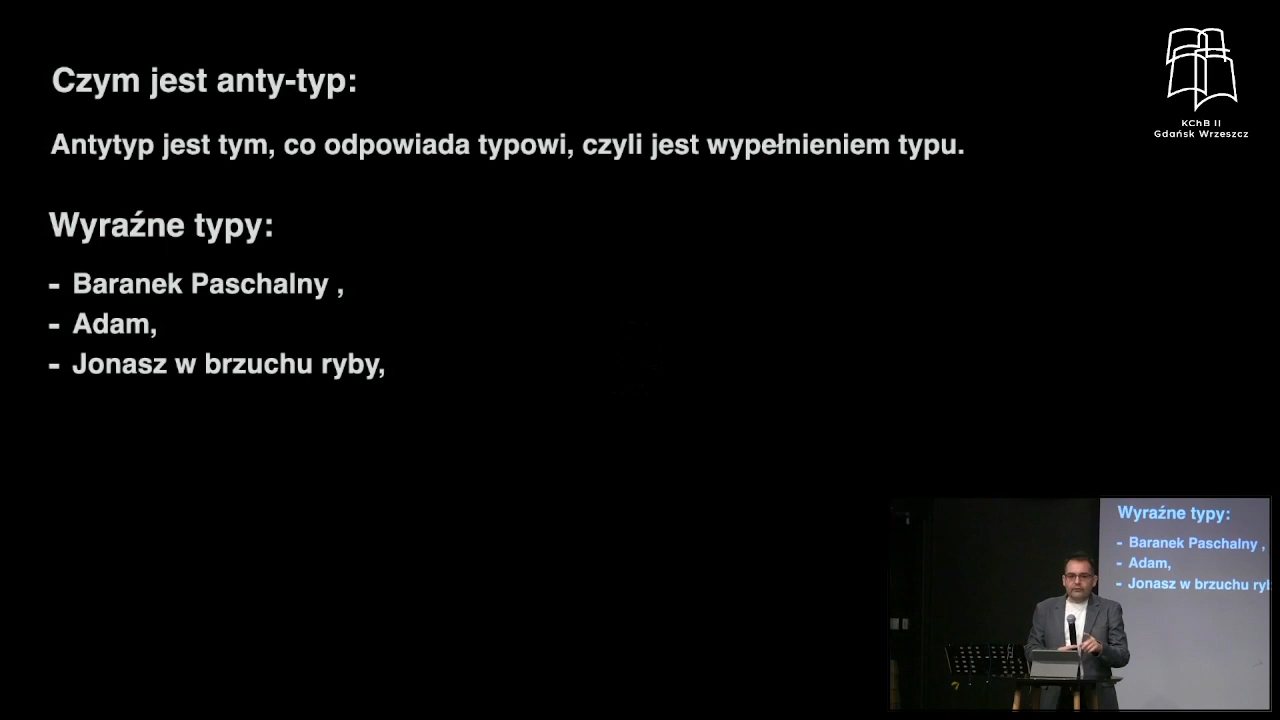 Czym jest anty-typ:
Antytyp jest tym, co odpowiada typowi, czyli jest wypełnieniem typu.
Wyraźne typy:
- Baranek Paschalny ,
- Adam,
- Jonasz w brzuchu ryby,
KChB II
Gdańsk Wrzeszcz
Wyraźne typy:
- Baranek Paschalny ,
- Adam,
- Jonasz w brzuchu ryb